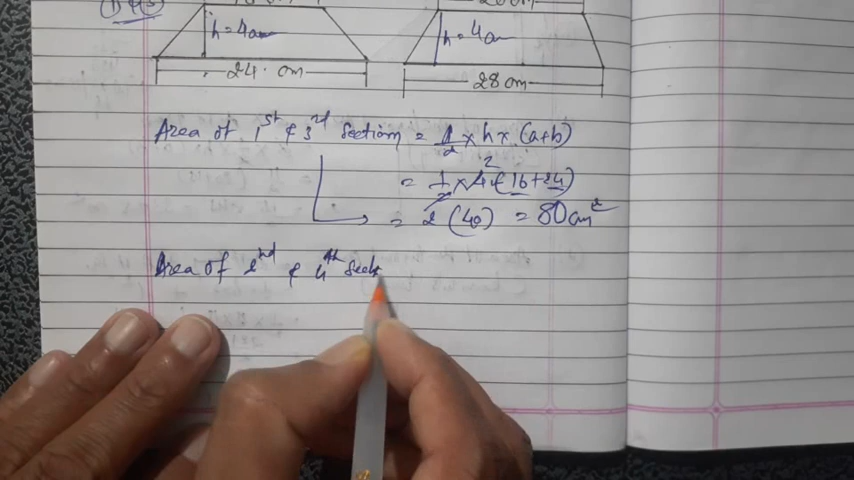 h=4cm
24 cm
h=4cm
28 cm
Area of 1st & 3rd Section = 1/2 × h × (a+b)
= 1/2 × 4 2 (16+24)
= 2 (40) = 80 cm²
Area of 2nd & 4th Sect